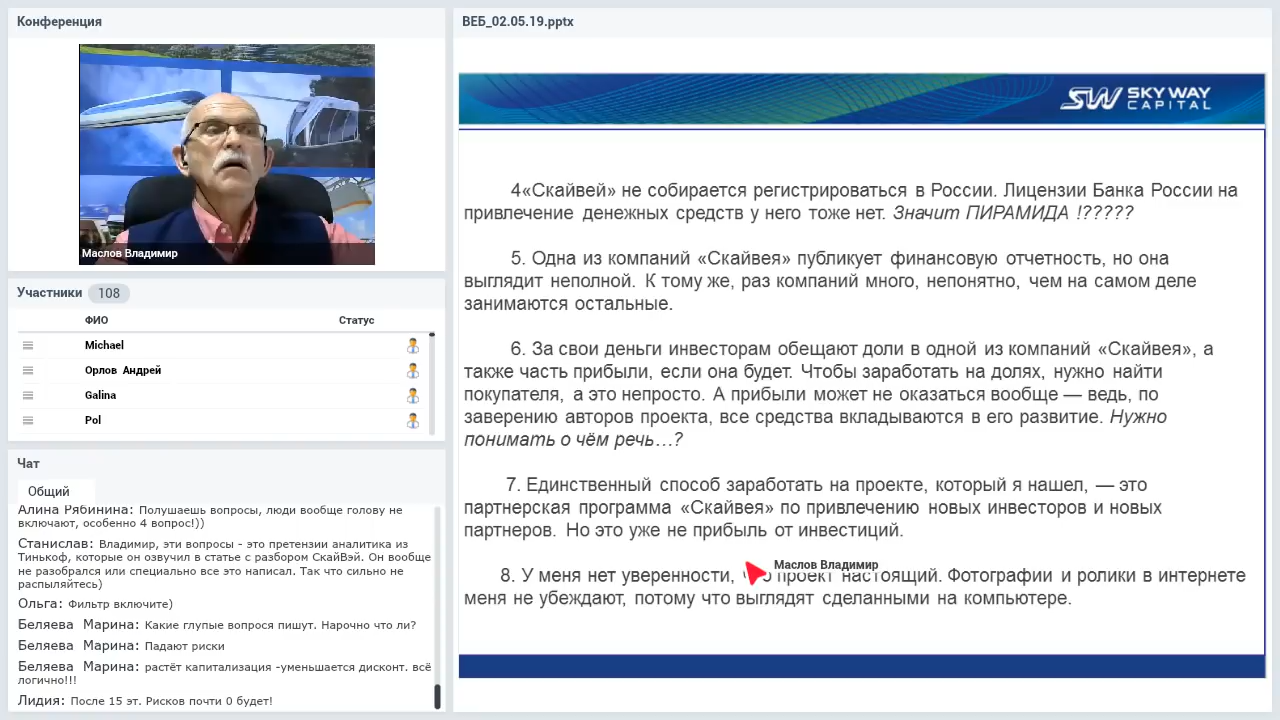 Конференция
Маслов Владимир
Участники 108
ФИО Статус
Michael
Орлов Андрей
Galina
Pol
Чат
Общий
Алина Рябинина: Полушаешь вопросы, люди вообще голову не
включают, особенно 4 вопрос!))
Станислав: Владимир, эти вопросы - это претензии аналитика из
Тинькоф, которые он озвучил в статье с разбором СкайВэй. Он вообще
не разобрался или специально все это написал. Так что сильно не
распыляйтесь)
Ольга: Фильтр включите)
Беляева Марина: Какие глупые вопрося пишут. Нарочно что ли?
Беляева Марина: Падают риски
Беляева Марина: растёт капитализация -уменьшается дисконт. всё
логично!!!
Лидия: После 15 эт. Рисков почти 0 будет!
ВЕБ_02.05.19.pptx
SW SKY WAY
CAPITAL
4«Скайвей» не собирается регистрироваться в России. Лицензии Банка России на
привлечение денежных средств у него тоже нет. Значит ПИРАМИДА !?????
5. Одна из компаний «Скайвея» публикует финансовую отчетность, но она
выглядит неполной. К тому же, раз компаний много, непонятно, чем на самом деле
занимаются остальные.
6. За свои деньги инвесторам обещают доли в одной из компаний «Скайвея», а
также часть прибыли, если она будет. Чтобы заработать на долях, нужно найти
покупателя, а это непросто. А прибыли может не оказаться вообще — ведь, по
заверению авторов проекта, все средства вкладываются в его развитие. Нужно
понимать о чём речь…?
7. Единственный способ заработать на проекте, который я нашел, — это
партнерская программа «Скайвея» по привлечению новых инвесторов и новых
партнеров. Но это уже не прибыль от инвестиций.
Маслов Владимир
8. У меня нет уверенности, что проект настоящий. Фотографии и ролики в интернете
меня не убеждают, потому что выглядят сделанными на компьютере.